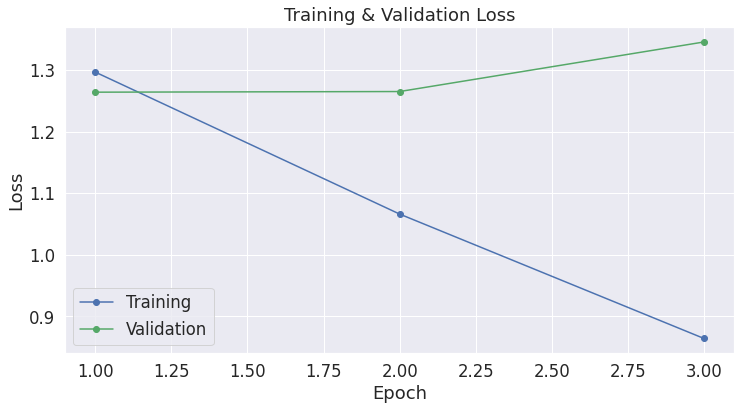 Training & Validation Loss
1.3
1.2
1.1
1.0
0.9
Loss
Training
Validation
1.00 1.25 1.50 1.75 2.00 2.25 2.50 2.75 3.00
Epoch